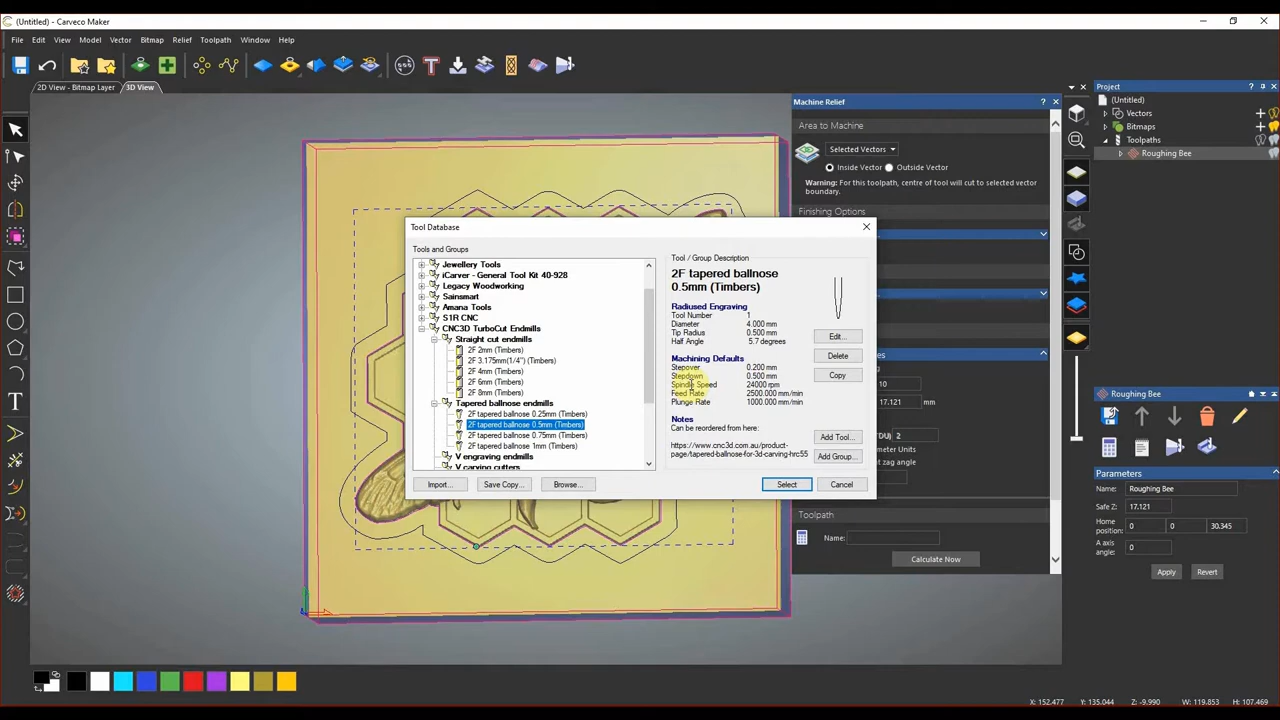 (Untitled) - Carveco Maker
File Edit View Model Vector Bitmap Relief Toolpath Window Help
2D View - Bitmap Layer 3D View
Machine Relief
Area to Machine
Selected Vectors
Inside Vector Outside Vector
Warning: For this toolpath, centre of tool will cut to selected vector
boundary.
Finishing Options
10
17.121 mm
2
Toolpath
Name:
Calculate Now
Tool Database
Tools and Groups
Jewellery Tools
iCarver - General Tool Kit 40-928
Legacy Woodworking
Sainsmart
Amana Tools
S1R CNC
CNC3D TurboCut Endmills
Straight cut endmills
2F 2mm (Timbers)
2F 3.175mm(1/4") (Timbers)
2F 4mm (Timbers)
2F 6mm (Timbers)
2F 8mm (Timbers)
Tapered ballnose endmills
2F tapered ballnose 0.25mm (Timbers)
2F tapered ballnose 0.5mm (Timbers)
2F tapered ballnose 0.75mm (Timbers)
2F tapered ballnose 1mm (Timbers)
V engraving endmills
V carving cutters
Import... Save Copy... Browse...
Tool / Group Description
2F tapered ballnose
0.5mm (Timbers)
Radiused Engraving
Tool Number 1
Diameter 4.000 mm
Tip Radius 0.500 mm
Half Angle 5.7 degrees
Machining Defaults
Stepover 0.200 mm
Stepdown 0.500 mm
Spindle Speed 24000 rpm
Feed Rate 2500.000 mm/min
Plunge Rate 1000.000 mm/min
Notes
Can be reordered from here:
https://www.cnc3d.com.au/product-
page/tapered-ballnose-for-3d-carving-hrc55
Edit...
Delete
Copy
Add Tool...
Add Group...
Select Cancel
Project
(Untitled)
Vectors
Bitmaps
Toolpaths
Roughing Bee
Roughing Bee
Parameters
Name: Roughing Bee
Safe Z: 17.121
Home
position: 0 0 30.345
A axis
angle: 0
Apply Revert
X: 152.477 Y: 135.044 Z: -9.990 W: 119.853 H: 107.469